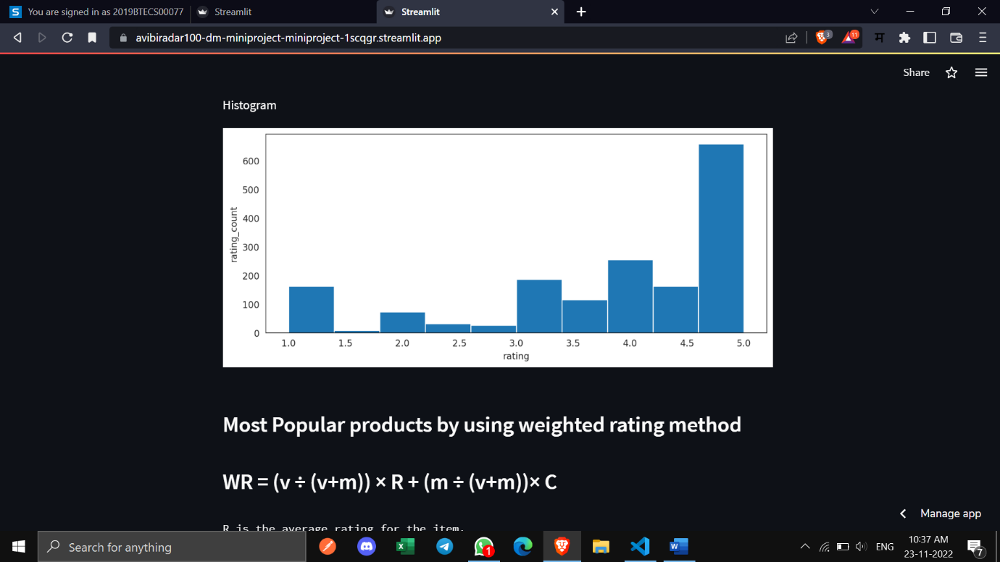 You are signed in as 2019BTECS00077
Streamlit
Streamlit
avibiradar100-dm-miniproject-miniproject-1scqgr.streamlit.app
3
11
म
Share
Histogram
rating_count
600
500
400
300
200
100
0
1.0 1.5 2.0 2.5 3.0 3.5 4.0 4.5 5.0
rating
Most Popular products by using weighted rating method
WR = (v ÷ (v+m)) × R + (m ÷ (v+m))× C
R is the average rating for the item.
Manage app
Search for anything
1
ENG
10:37 AM
23-11-2022
7